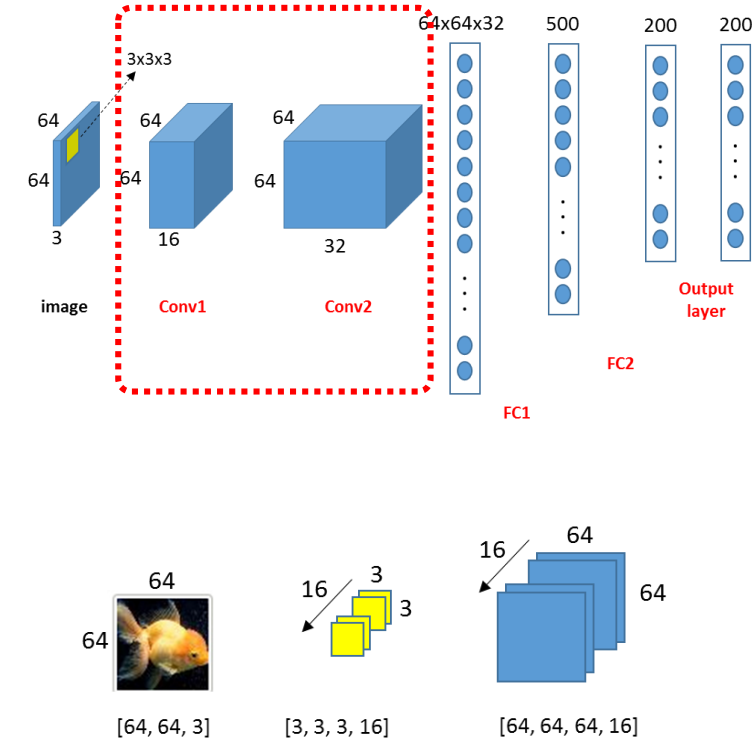 64x64x32
500
200
200
3x3x3
64
64
64
64
64
64
3
16
32
image
Conv1
Conv2
Output
layer
FC2
FC1
64
64
16
3
3
16
64
64
[64, 64, 3]
[3, 3, 3, 16]
[64, 64, 64, 16]